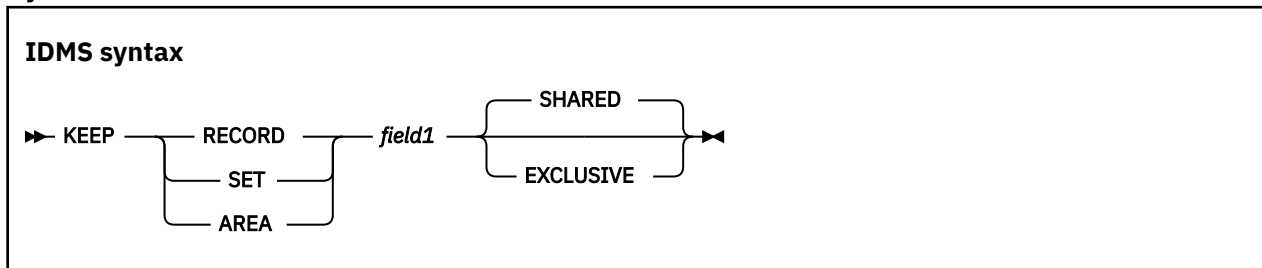 IDMS syntax
SHARED
KEEP RECORD field1
EXCLUSIVE
SET
AREA